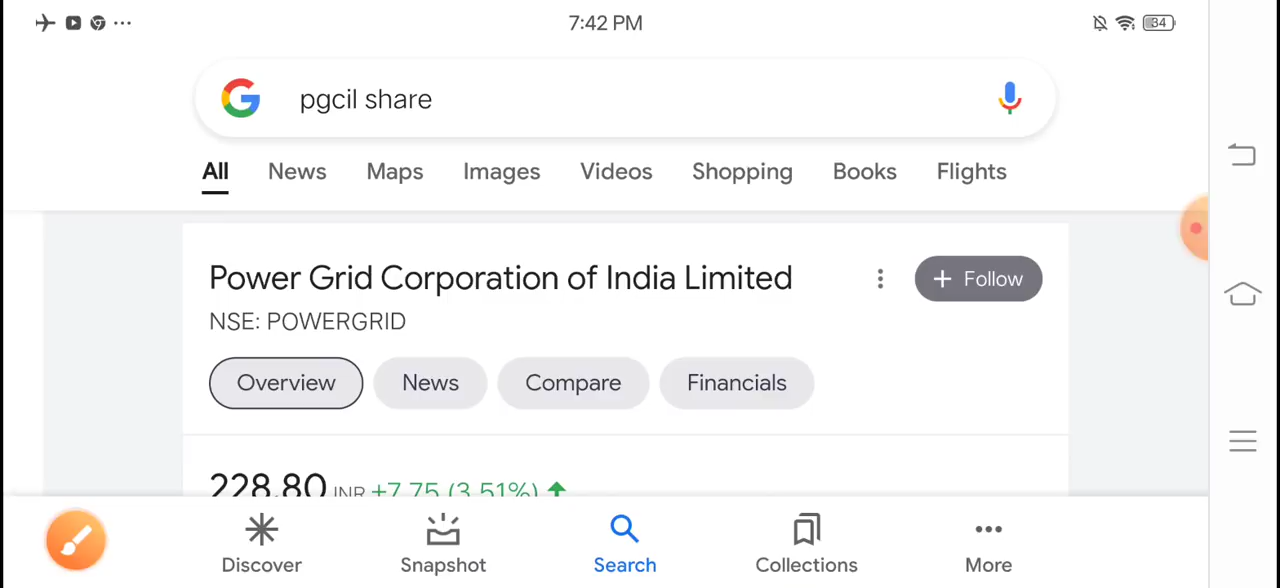 7:42 PM
34
pgcil share
All News Maps Images Videos Shopping Books Flights
Power Grid Corporation of India Limited
+ Follow
NSE: POWERGRID
Overview News Compare Financials
228.80 INR +7.75 (3.51%)
Discover Snapshot Search Collections More